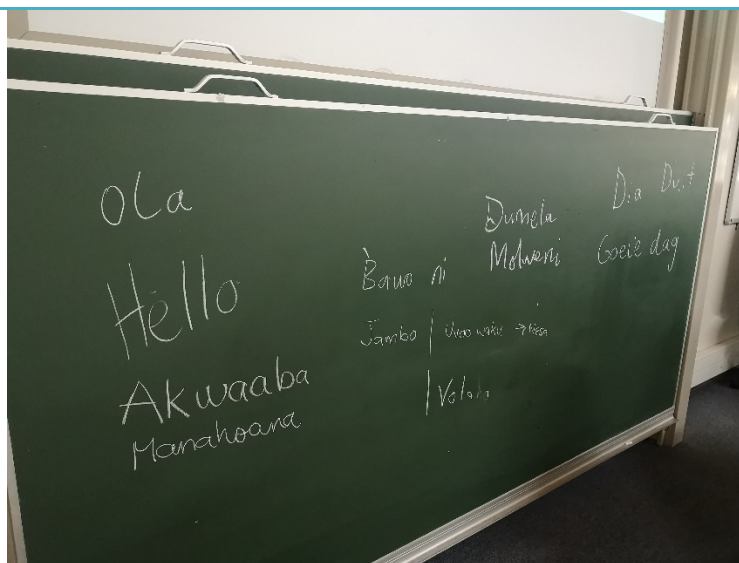 Ola
Hello
Akwaaba
Manahoana
Bawo ni
Jambo |
Dumela
Molweni
Dia Duit
Goeie dag